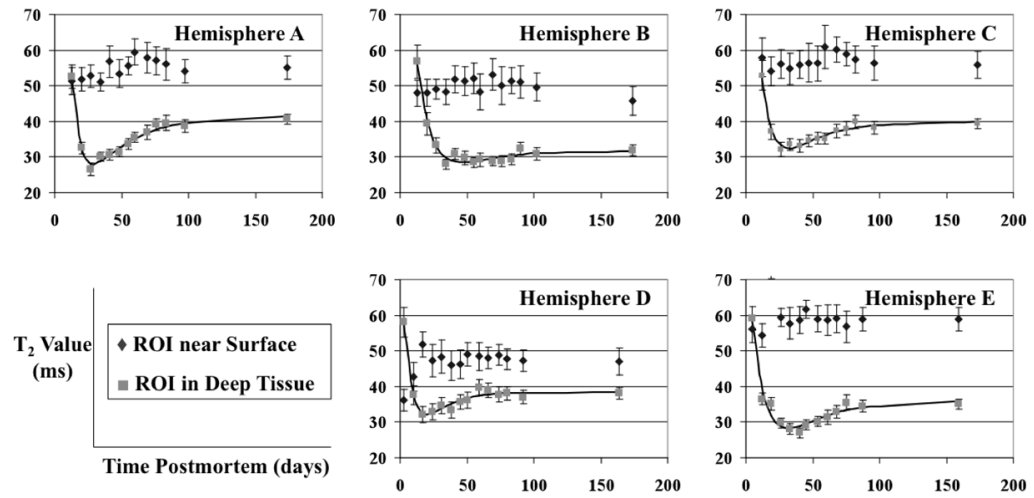 Hemisphere A
70
60
50
40
30
20
0 50 100 150 200
Hemisphere B
70
60
50
40
30
20
0 50 100 150 200
Hemisphere C
70
60
50
40
30
20
0 50 100 150 200
T₂ Value
(ms)
ROI near Surface
ROI in Deep Tissue
Time Postmortem (days)
Hemisphere D
70
60
50
40
30
20
0 50 100 150 200
Hemisphere E
70
60
50
40
30
20
0 50 100 150 200